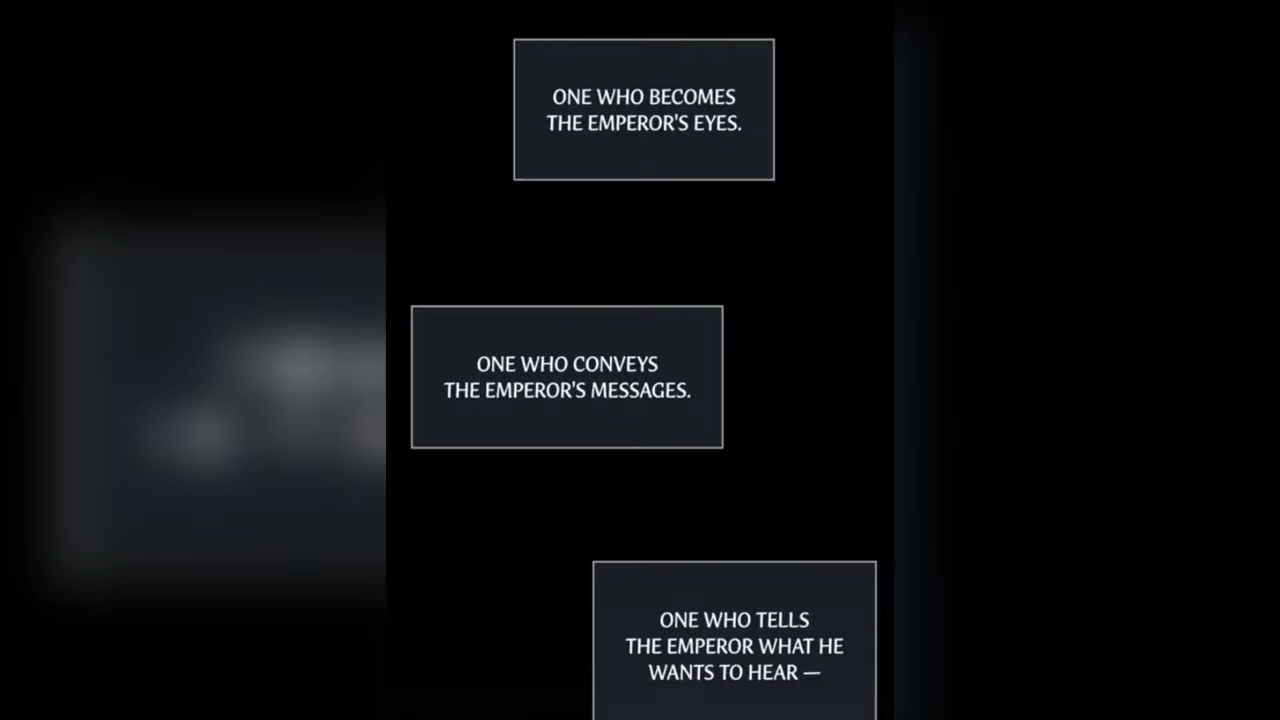 ONE WHO BECOMES
THE EMPEROR'S EYES.
ONE WHO CONVEYS
THE EMPEROR'S MESSAGES.
ONE WHO TELLS
THE EMPEROR WHAT HE
WANTS TO HEAR —